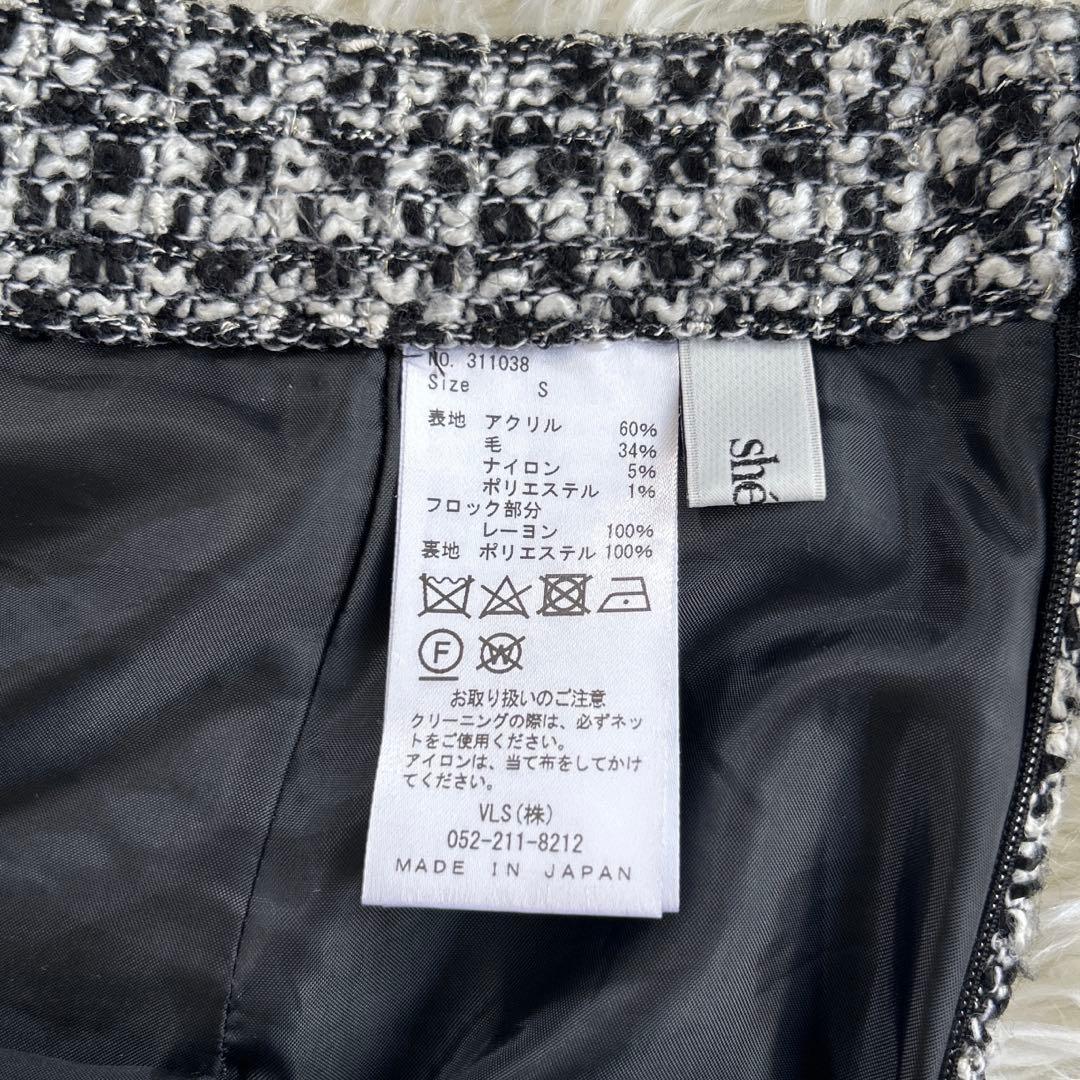 NO. 311038
Size S
表地 アクリル 60%
毛 34%
ナイロン 5%
ポリエステル 1%
フロック部分
レーヨン 100%
裏地 ポリエステル 100%
F W
お取り扱いのご注意
クリーニングの際は、必ずネッ
トをご使用ください。
アイロンは、当て布をしてかけ
てください。
VLS(株)
052-211-8212
MADE IN JAPAN
shé